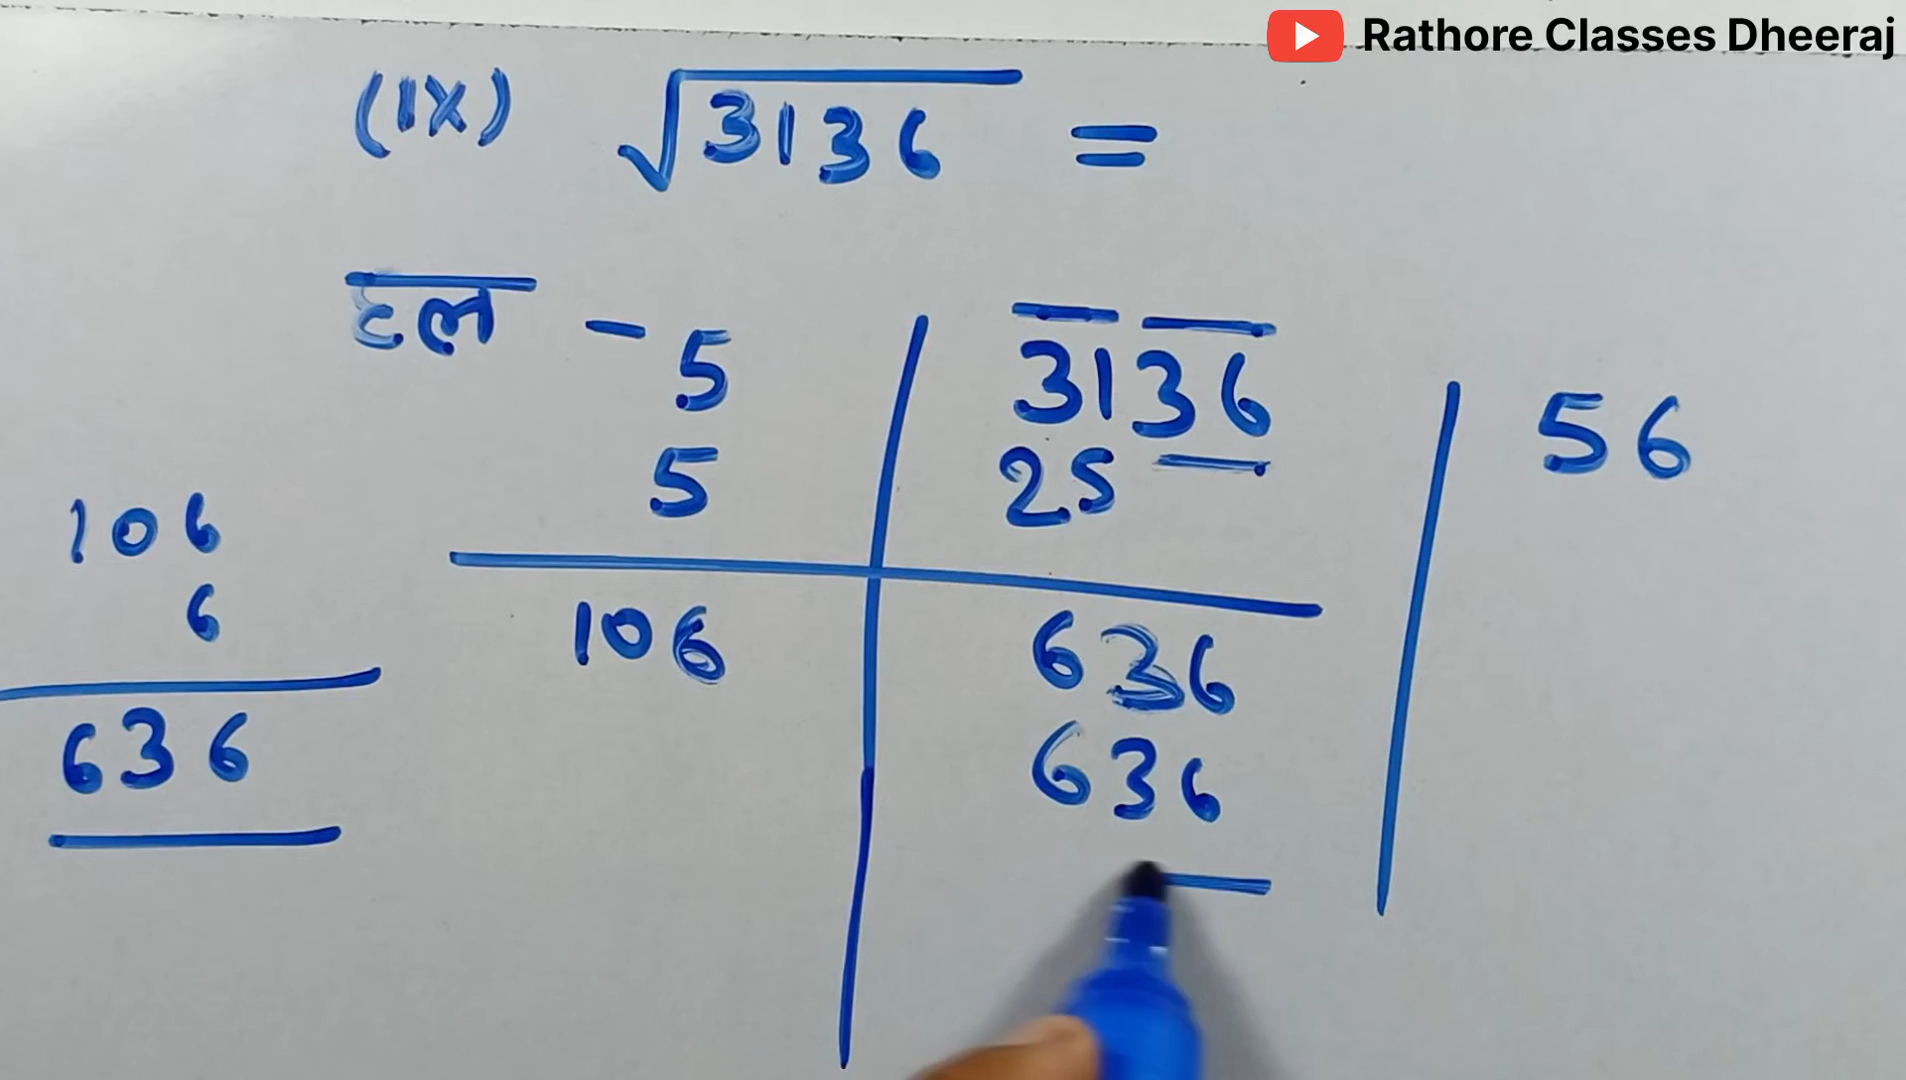 Rathore Classes Dheeraj
(IX) √3136 =
हल - 5 | 3136 | 56
5 | 25
106 | 636
636
106
6
636